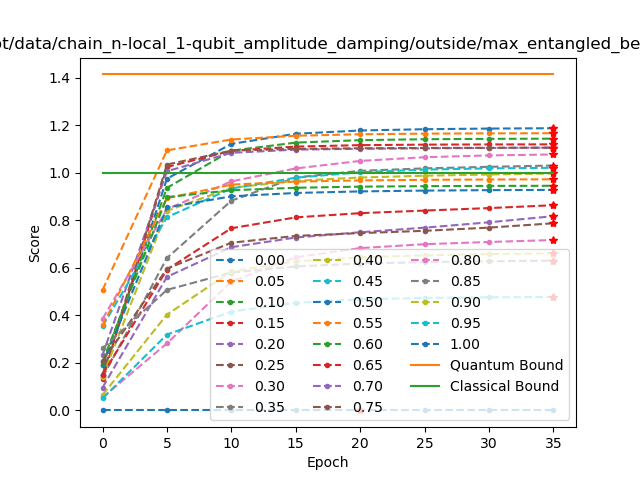 ot/data/chain_n-local_1-qubit_amplitude_damping/outside/max_entangled_be
1.4
1.2
1.0
0.8
0.6
0.4
0.2
0.0
Score
0 5 10 15 20 25 30 35
Epoch
0.00 0.40 0.80
0.05 0.45 0.85
0.10 0.50 0.90
0.15 0.55 0.95
0.20 0.60 1.00
0.25 0.65 Quantum Bound
0.30 0.70 Classical Bound
0.35 0.75